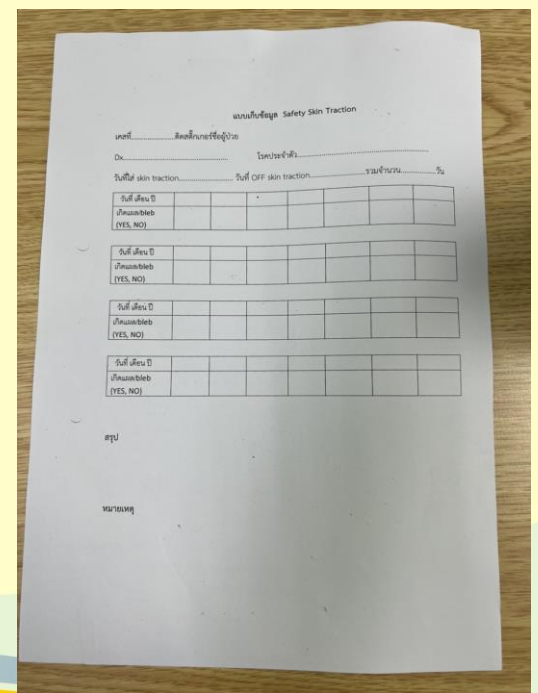 แบบเก็บข้อมูล Safety Skin Traction
เคสที่..................ติดสติ๊กเกอร์ชื่อผู้ป่วย
Dx.............................................. โรคประจำตัว.......................................................
วันที่ใส่ skin traction....................... วันที่ OFF skin traction........................รวมจำนวน...............วัน
วันที่ เดือน ปี
เกิดแผล/bleb
(YES, NO)
วันที่ เดือน ปี
เกิดแผล/bleb
(YES, NO)
วันที่ เดือน ปี
เกิดแผล/bleb
(YES, NO)
วันที่ เดือน ปี
เกิดแผล/bleb
(YES, NO)
สรุป
หมายเหตุ